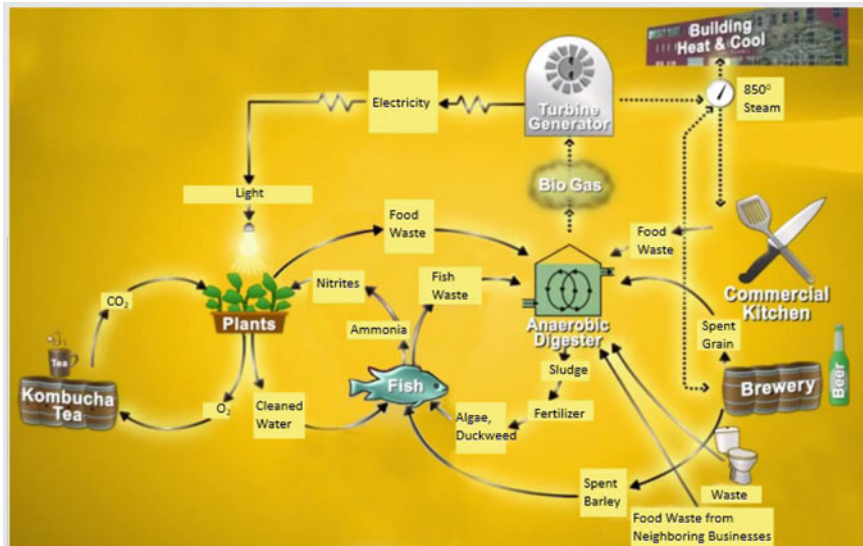 Building
Heat & Cool
850⁰
Steam
Electricity
Turbine
Generator
Light
Bio Gas
Food
Waste
Food
Waste
Nitrites
Fish
Waste
CO₂
Plants
Commercial
Kitchen
Ammonia
Anaerobic
Digester
Spent
Grain
Tea
Sludge
Beer
Kombucha
Tea
Fish
Brewery
O₂
Cleaned
Water
Algae,
Duckweed
Fertilizer
Spent
Barley
Waste
Food Waste from
Neighboring Businesses